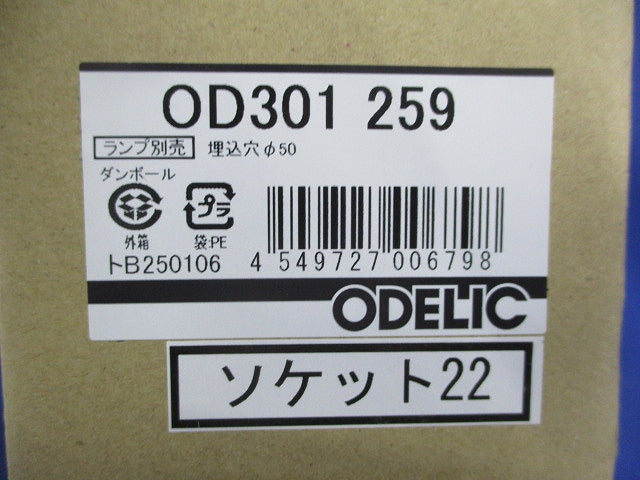 OD301 259
ランプ別売 埋込穴φ50
ダンボール
プラ
外箱 袋:PE
トB250106 4 549727 006798
ODELIC
ソケット22